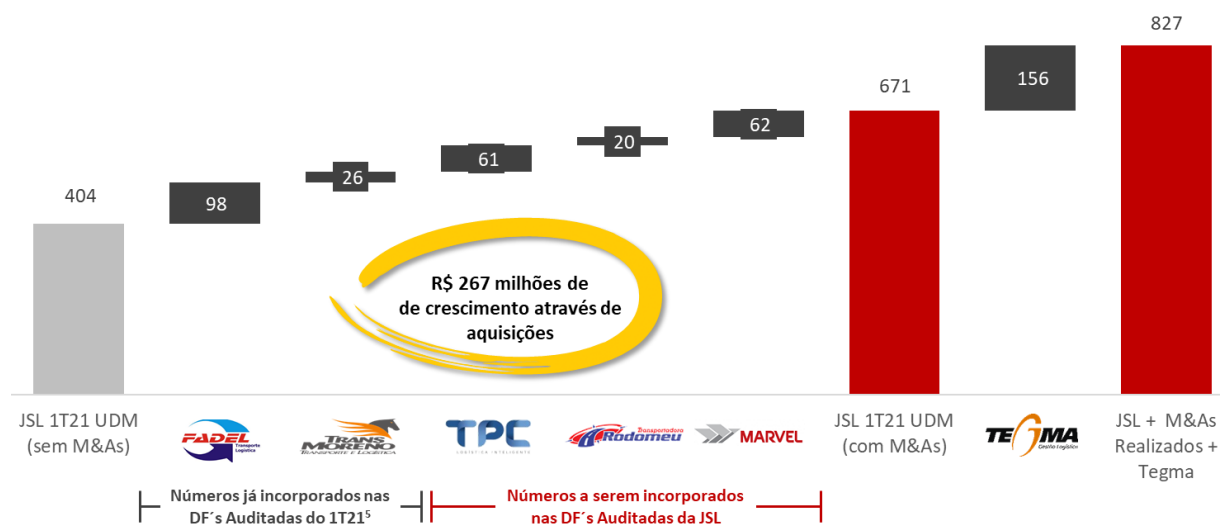 827
671
156
62
20
61
26
404
98
R$ 267 milhões de
de crescimento através de
aquisições
JSL 1T21 UDM
(sem M&As)
FADEL
Transporte
Logística
TRANS
MORENO
TRANSPORTE E LOGÍSTICA
TPC
LOGÍSTICA INTELIGENTE
Transportadora
Rodomeu
MARVEL
JSL 1T21 UDM
(com M&As)
TEGMA
Gestão Logística
JSL + M&As
Realizados +
Tegma
Números já incorporados nas
DF´s Auditadas do 1T21⁵
Números a serem incorporados
nas DF´s Auditadas da JSL